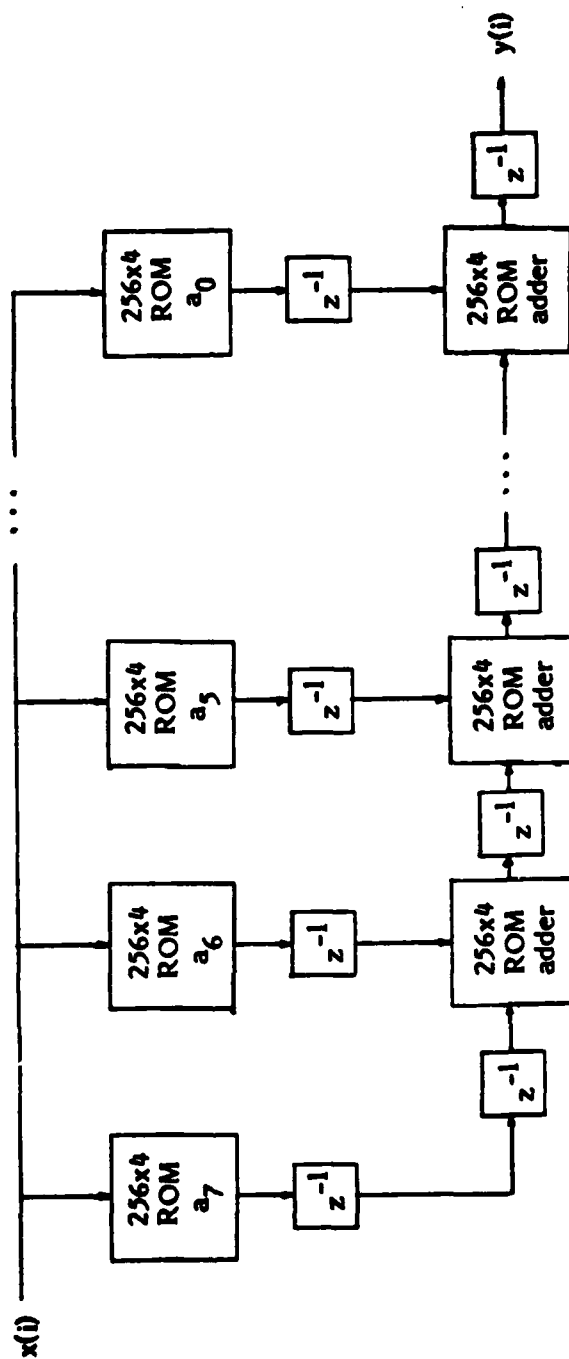 x(i)
...
256x4
ROM
a7
256x4
ROM
a6
256x4
ROM
a5
256x4
ROM
a0
z-1
z-1
z-1
z-1
z-1
256x4
ROM
adder
z-1
256x4
ROM
adder
z-1
...
256x4
ROM
adder
z-1
y(i)